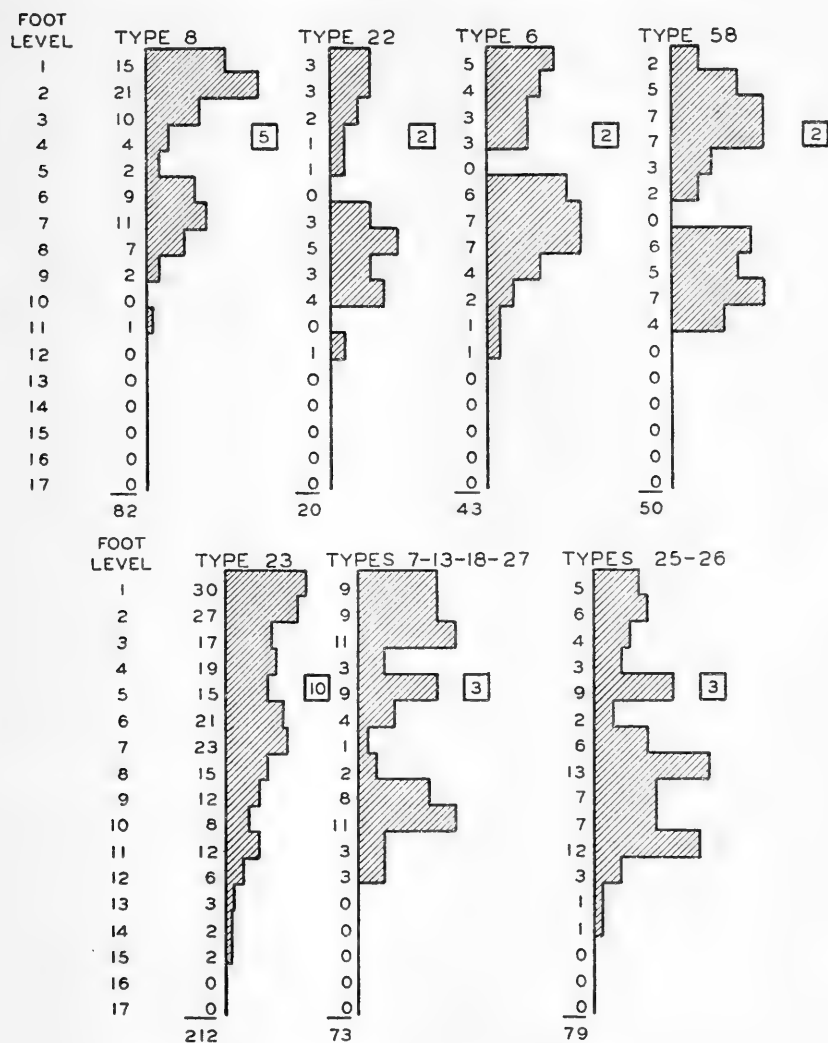 FOOT
LEVEL TYPE 8 TYPE 22 TYPE 6 TYPE 58
1 15 3 5 2
2 21 3 4 5
3 10 2 3 7
4 4 5 1 2 3 2 7 2
5 2 1 0 3
6 9 0 6 2
7 11 3 7 0
8 7 5 7 6
9 2 3 4 5
10 0 4 2 7
11 1 0 1 4
12 0 1 1 0
13 0 0 0 0
14 0 0 0 0
15 0 0 0 0
16 0 0 0 0
17 0 0 0 0
82 20 43 50
FOOT
LEVEL TYPE 23 TYPES 7-13-18-27 TYPES 25-26
1 30 9 5
2 27 9 6
3 17 11 4
4 19 3 3
5 15 10 9 3 9 3
6 21 4 2
7 23 1 6
8 15 2 13
9 12 8 7
10 8 11 7
11 12 3 12
12 6 3 3
13 3 0 1
14 2 0 1
15 2 0 0
16 0 0 0
17 0 0 0
212 73 79